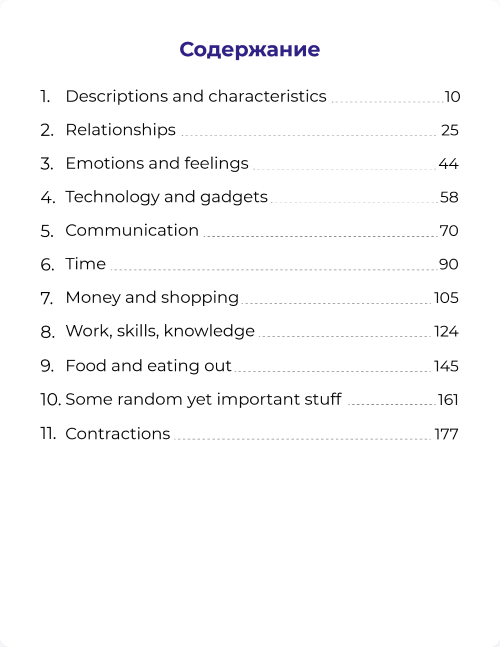 Содержание
1. Descriptions and characteristics 10
2. Relationships 25
3. Emotions and feelings 44
4. Technology and gadgets 58
5. Communication 70
6. Time 90
7. Money and shopping 105
8. Work, skills, knowledge 124
9. Food and eating out 145
10. Some random yet important stuff 161
11. Contractions 177